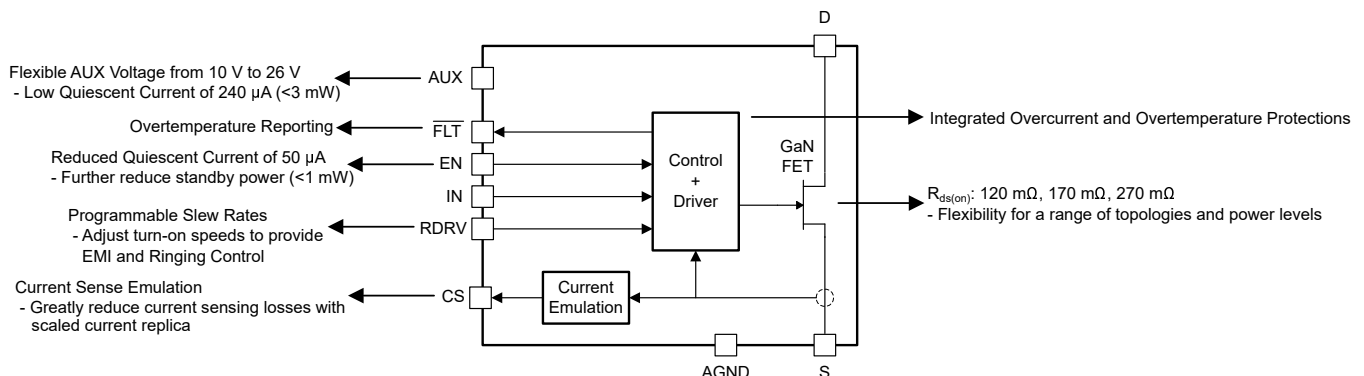 D
Flexible AUX Voltage from 10 V to 26 V
- Low Quiescent Current of 240 µA (<3 mW)
AUX
Overtemperature Reporting
FLT
Integrated Overcurrent and Overtemperature Protections
Reduced Quiescent Current of 50 µA
- Further reduce standby power (<1 mW)
EN
Control
+
Driver
GaN
FET
IN
Rds(on): 120 mΩ, 170 mΩ, 270 mΩ
- Flexibility for a range of topologies and power levels
Programmable Slew Rates
- Adjust turn-on speeds to provide
EMI and Ringing Control
RDRV
Current Sense Emulation
- Greatly reduce current sensing losses with
scaled current replica
CS
Current
Emulation
AGND
S